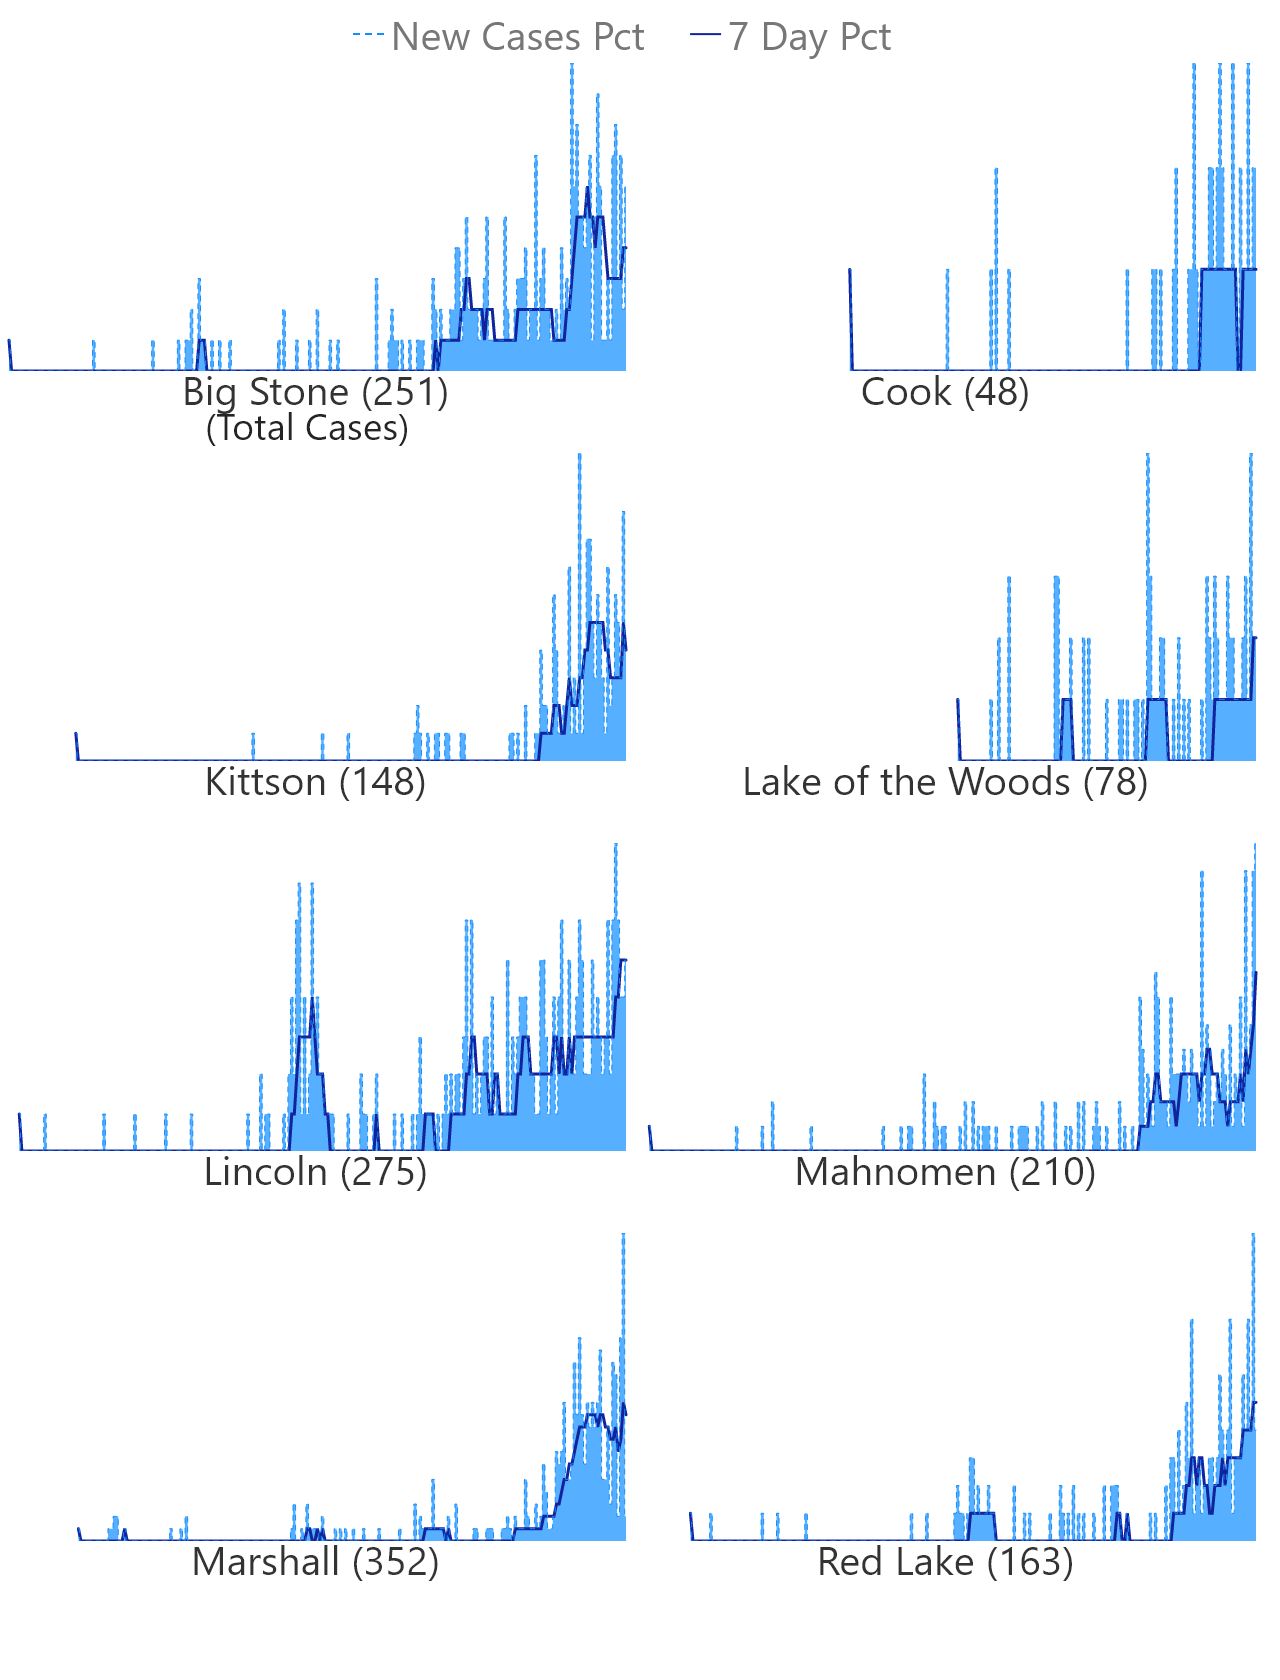 New Cases Pct 7 Day Pct
Big Stone (251)
(Total Cases)
Cook (48)
Kittson (148)
Lake of the Woods (78)
Lincoln (275)
Mahnomen (210)
Marshall (352)
Red Lake (163)